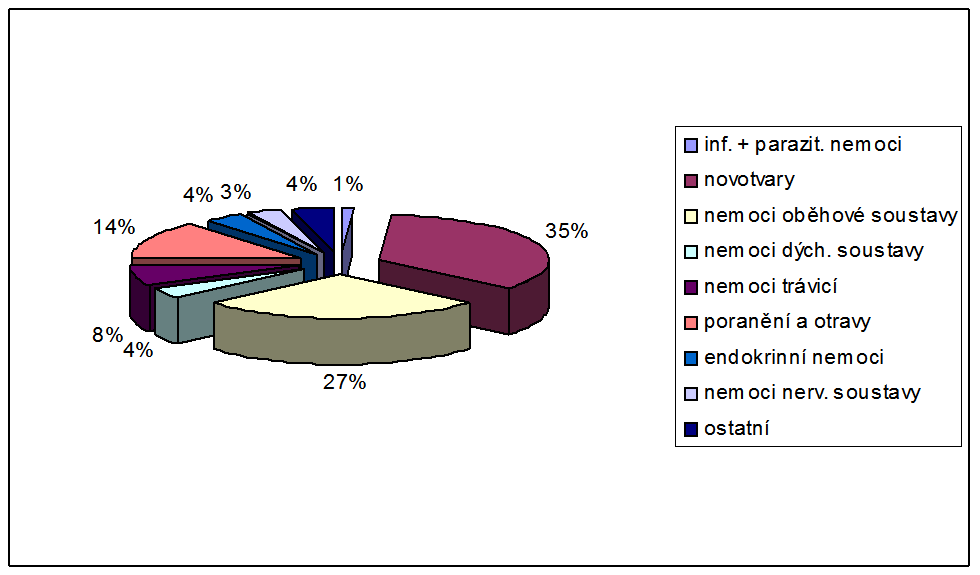 4% 1%
4% 3%
14%
35%
8%
4%
27%
inf. + parazit. nemoci
novotvary
nemoci oběhové soustavy
nemoci dých. soustavy
nemoci trávicí
poranění a otravy
endokrinní nemoci
nemoci nerv. soustavy
ostatní